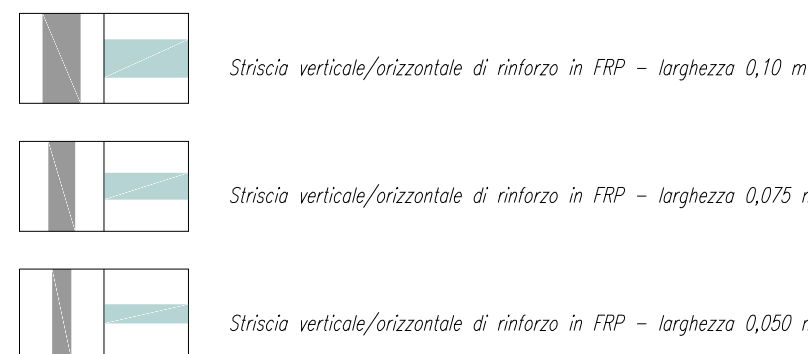 Striscia verticale/orizzontale di rinforzo in FRP – larghezza 0,10 m
Striscia verticale/orizzontale di rinforzo in FRP – larghezza 0,075
Striscia verticale/orizzontale di rinforzo in FRP – larghezza 0,050